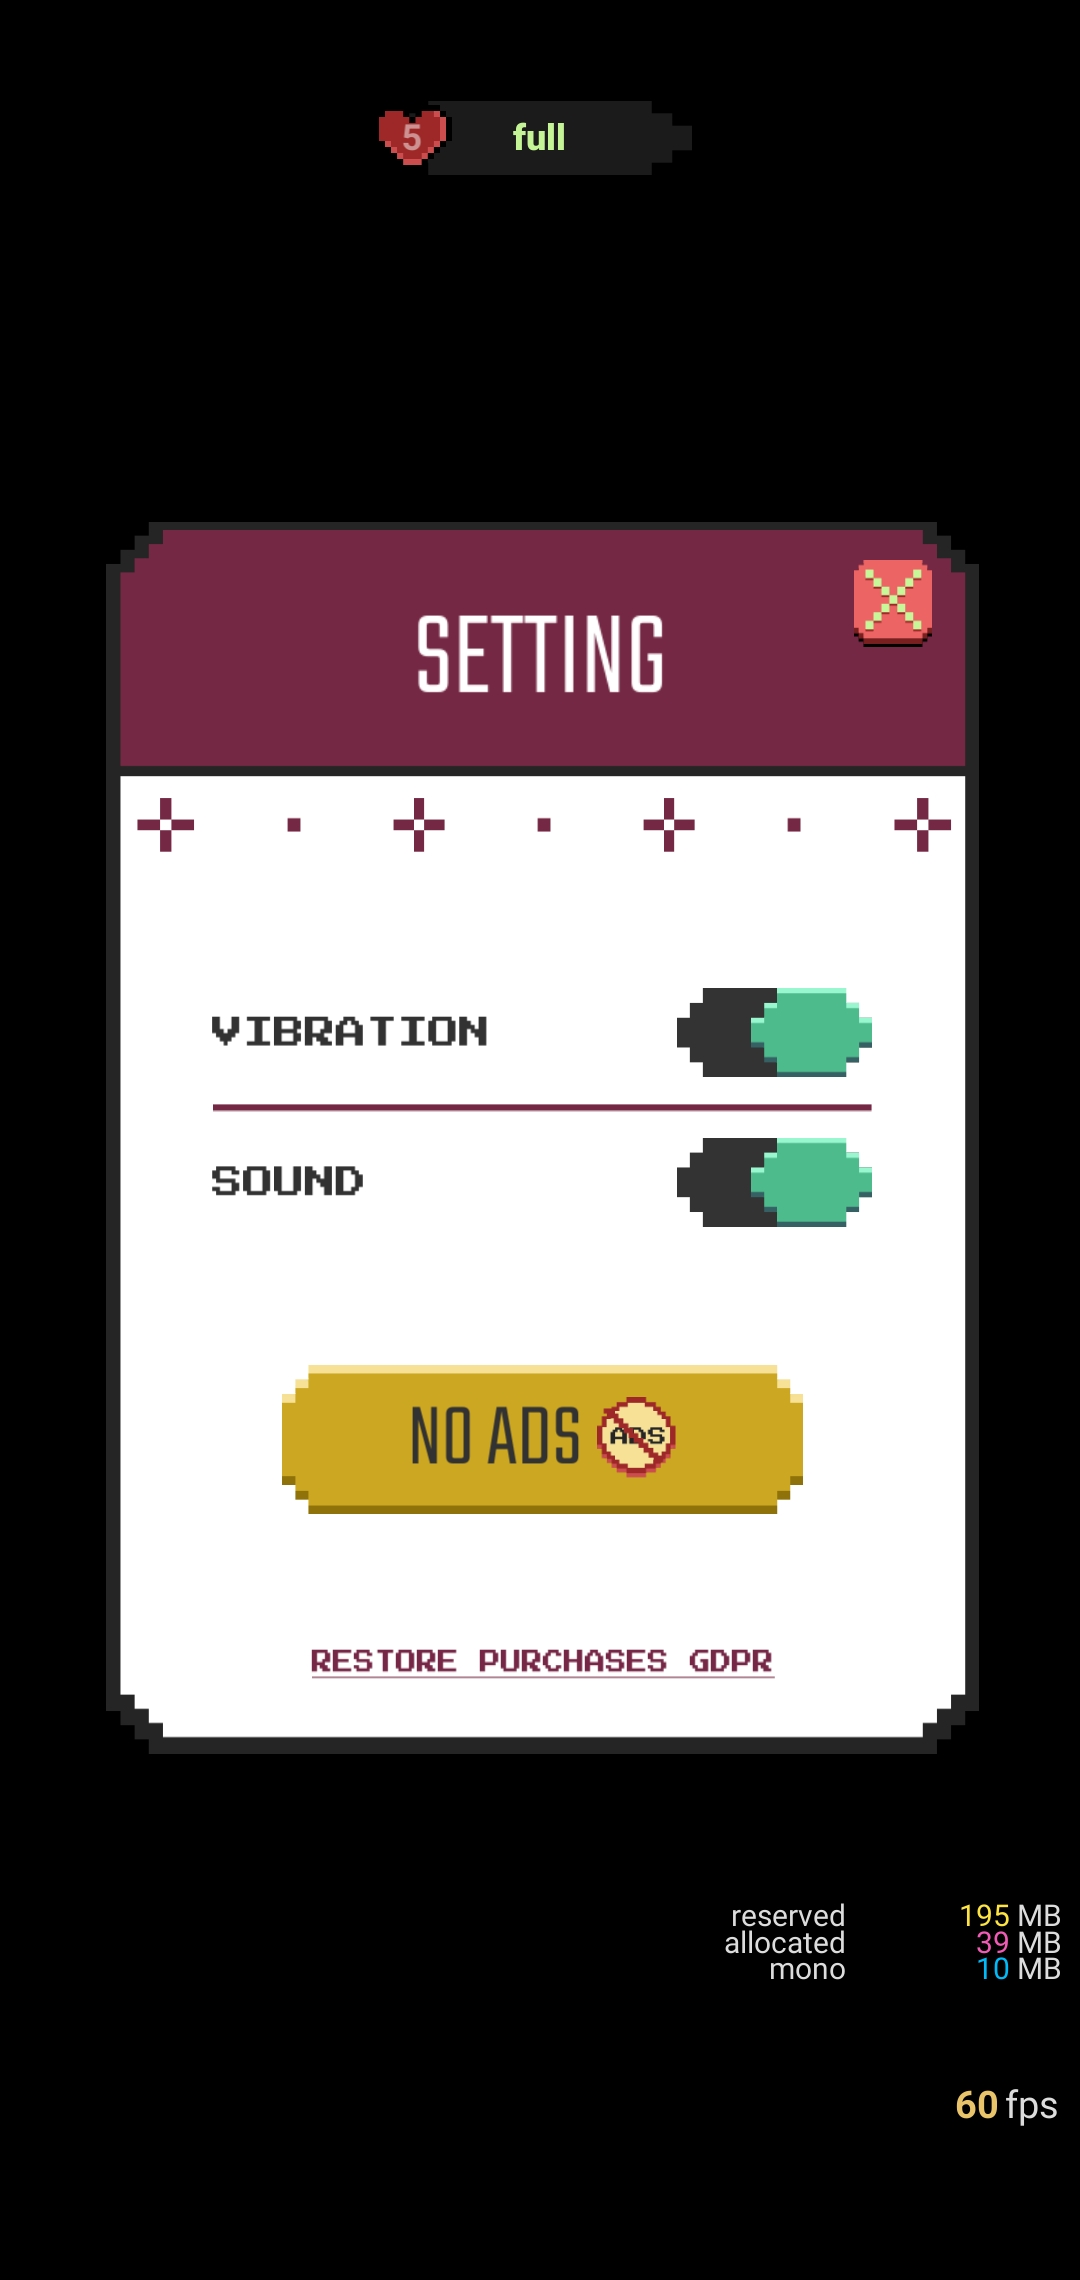 5 full
SETTING
VIBRATION
SOUND
NO ADS ADS
RESTORE PURCHASES GDPR
reserved 195 MB
allocated 39 MB
mono 10 MB
60 fps